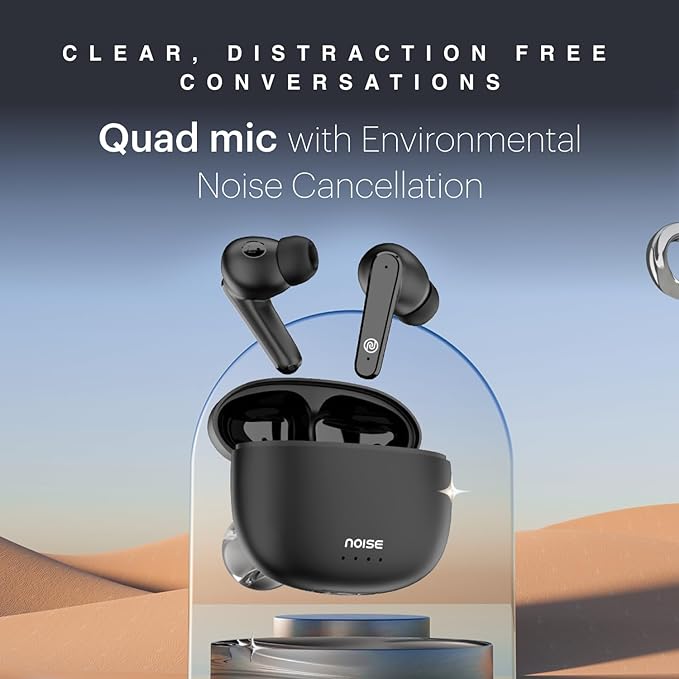 CLEAR, DISTRACTION FREE
CONVERSATIONS
Quad mic with Environmental
Noise Cancellation
NOISE